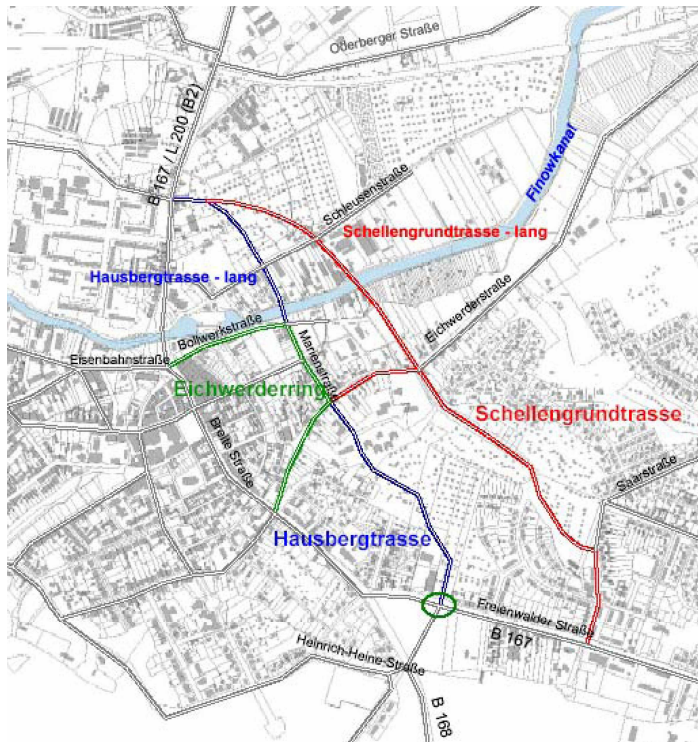 Oderberger Straße
B 167 / L 200 (B2)
Finowkanal
Schleusenstraße
Schellengrundtrasse - lang
Hausbergtrasse - lang
Eichwerderstraße
Bollwerkstraße
Marienstraße
Eisenbahnstraße
Eichwerderring
Schellengrundtrasse
Breite Straße
Saarstraße
Hausbergtrasse
Freienwalder Straße
B 167
Heinrich-Heine-Straße
B 168